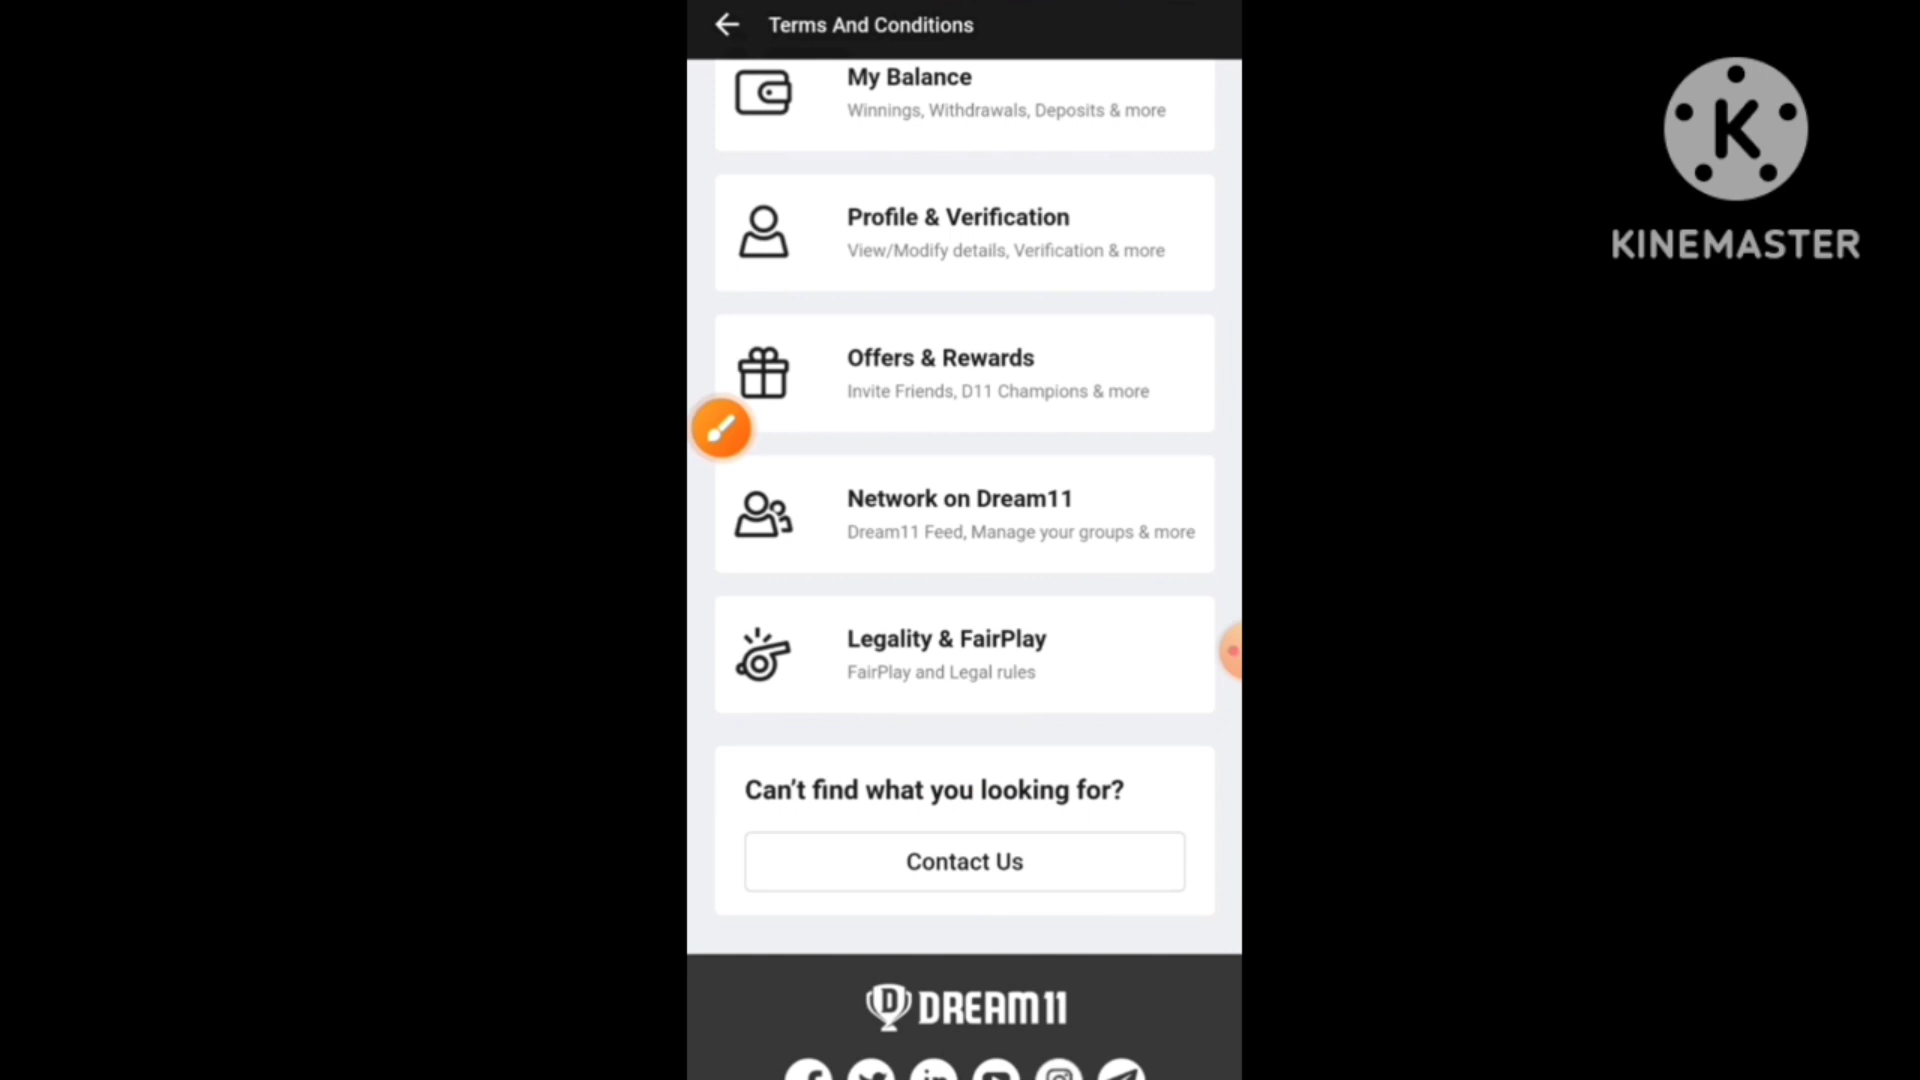 Terms And Conditions
My Balance
Winnings, Withdrawals, Deposits & more
Profile & Verification
View/Modify details, Verification & more
Offers & Rewards
Invite Friends, D11 Champions & more
Network on Dream11
Dream11 Feed, Manage your groups & more
Legality & FairPlay
FairPlay and Legal rules
Can't find what you looking for?
Contact Us
DREAM11
K
KINEMASTER